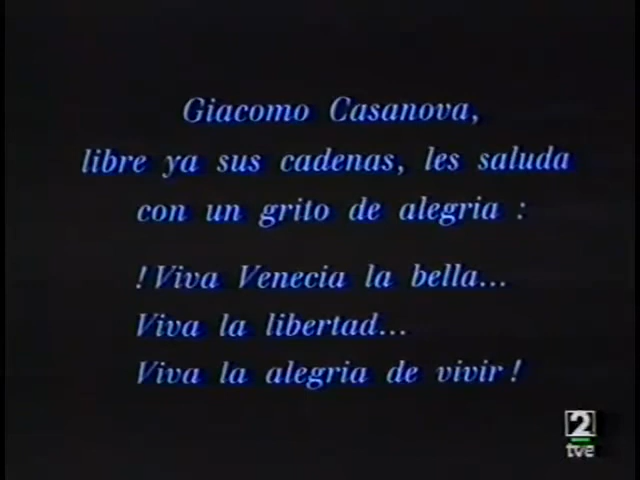 Giacomo Casanova,
libre ya sus cadenas, les saluda
con un grito de alegria :
!Viva Venecia la bella...
Viva la libertad...
Viva la alegria de vivir!
2
tve